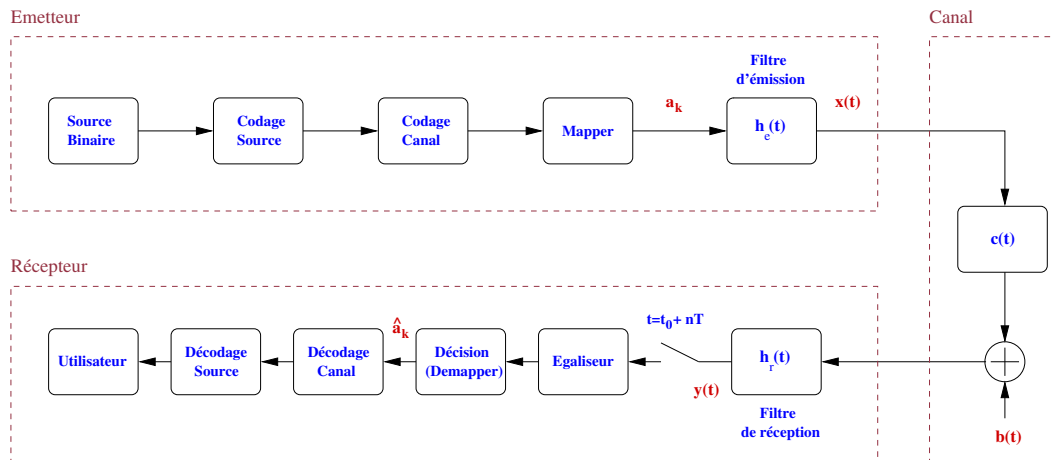 Emetteur
Canal
Source
Binaire
Codage
Source
Codage
Canal
Mapper
a_k
Filtre
d'émission
h_e(t)
x(t)
c(t)
Récepteur
Utilisateur
Décodage
Source
Décodage
Canal
â_k
Décision
(Demapper)
Egaliseur
t=t_0+ nT
y(t)
h_r(t)
Filtre
de réception
b(t)